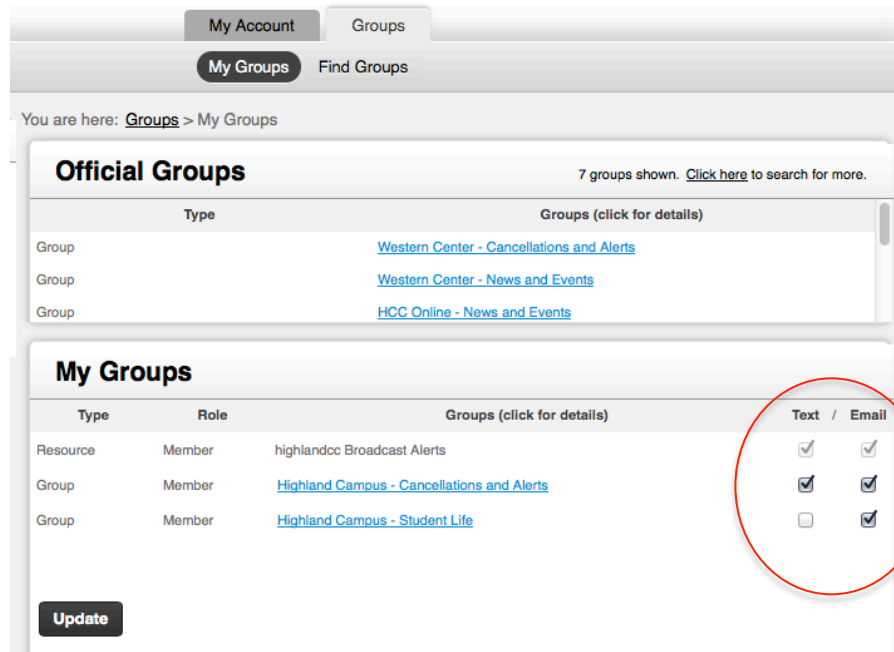 My Account Groups
My Groups Find Groups
You are here: Groups > My Groups
Official Groups 7 groups shown. Click here to search for more.
Type Groups (click for details)
Group Western Center - Cancellations and Alerts
Group Western Center - News and Events
Group HCC Online - News and Events
My Groups
Type Role Groups (click for details) Text / Email
Resource Member highlandcc Broadcast Alerts
Group Member Highland Campus - Cancellations and Alerts
Group Member Highland Campus - Student Life
Update